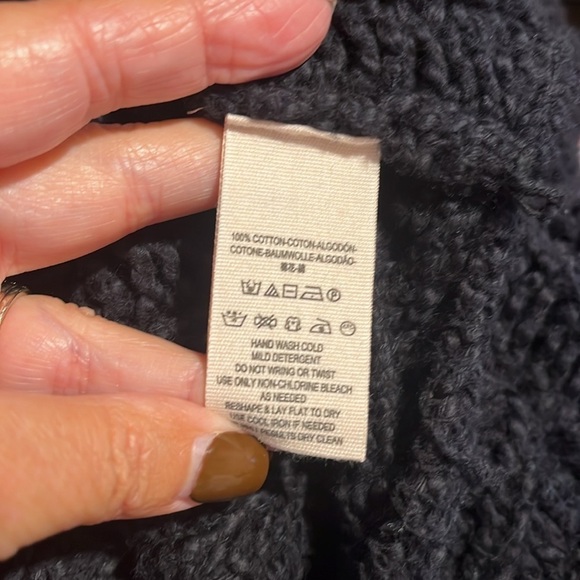 100% COTTON-COTON-ALGODÓN-
COTONE-BAUMWOLLE-ALGODÃO-
HAND WASH COLD
MILD DETERGENT
DO NOT WRING OR TWIST
USE ONLY NON-CHLORINE BLEACH
AS NEEDED
RESHAPE & LAY FLAT TO DRY
USE COOL IRON IF NEEDED
DRY CLEAN